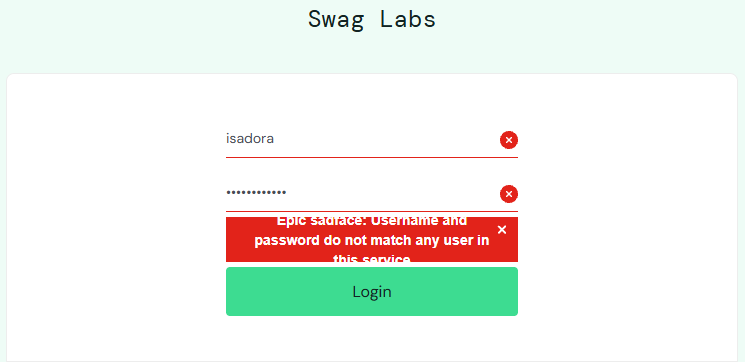 Swag Labs
isadora
••••••••••••
Epic sadface: Username and
password do not match any user in
this service
Login